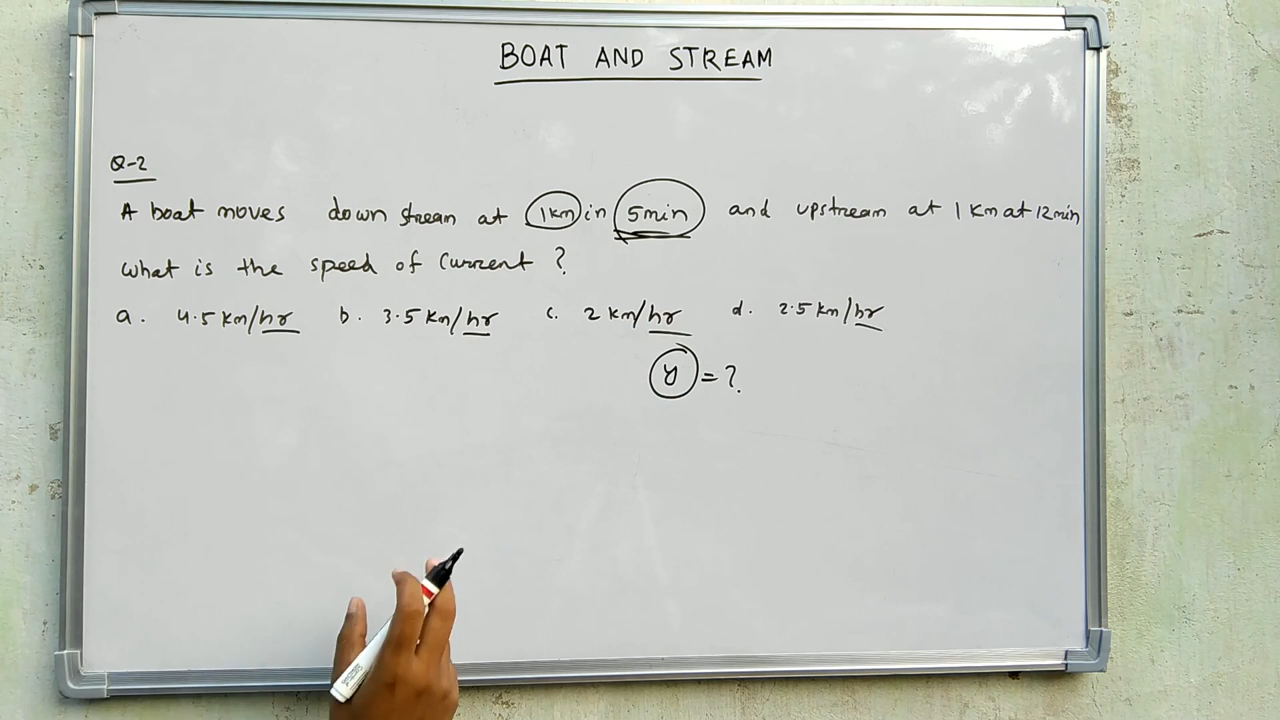 BOAT AND STREAM
Q-2
A boat moves down stream at 1km in 5min and upstream at 1 Km at 12min
what is the speed of Current ?
a. 4.5 km/hr b. 3.5 km/hr c. 2 km/hr d. 2.5 km/hr
y = ?